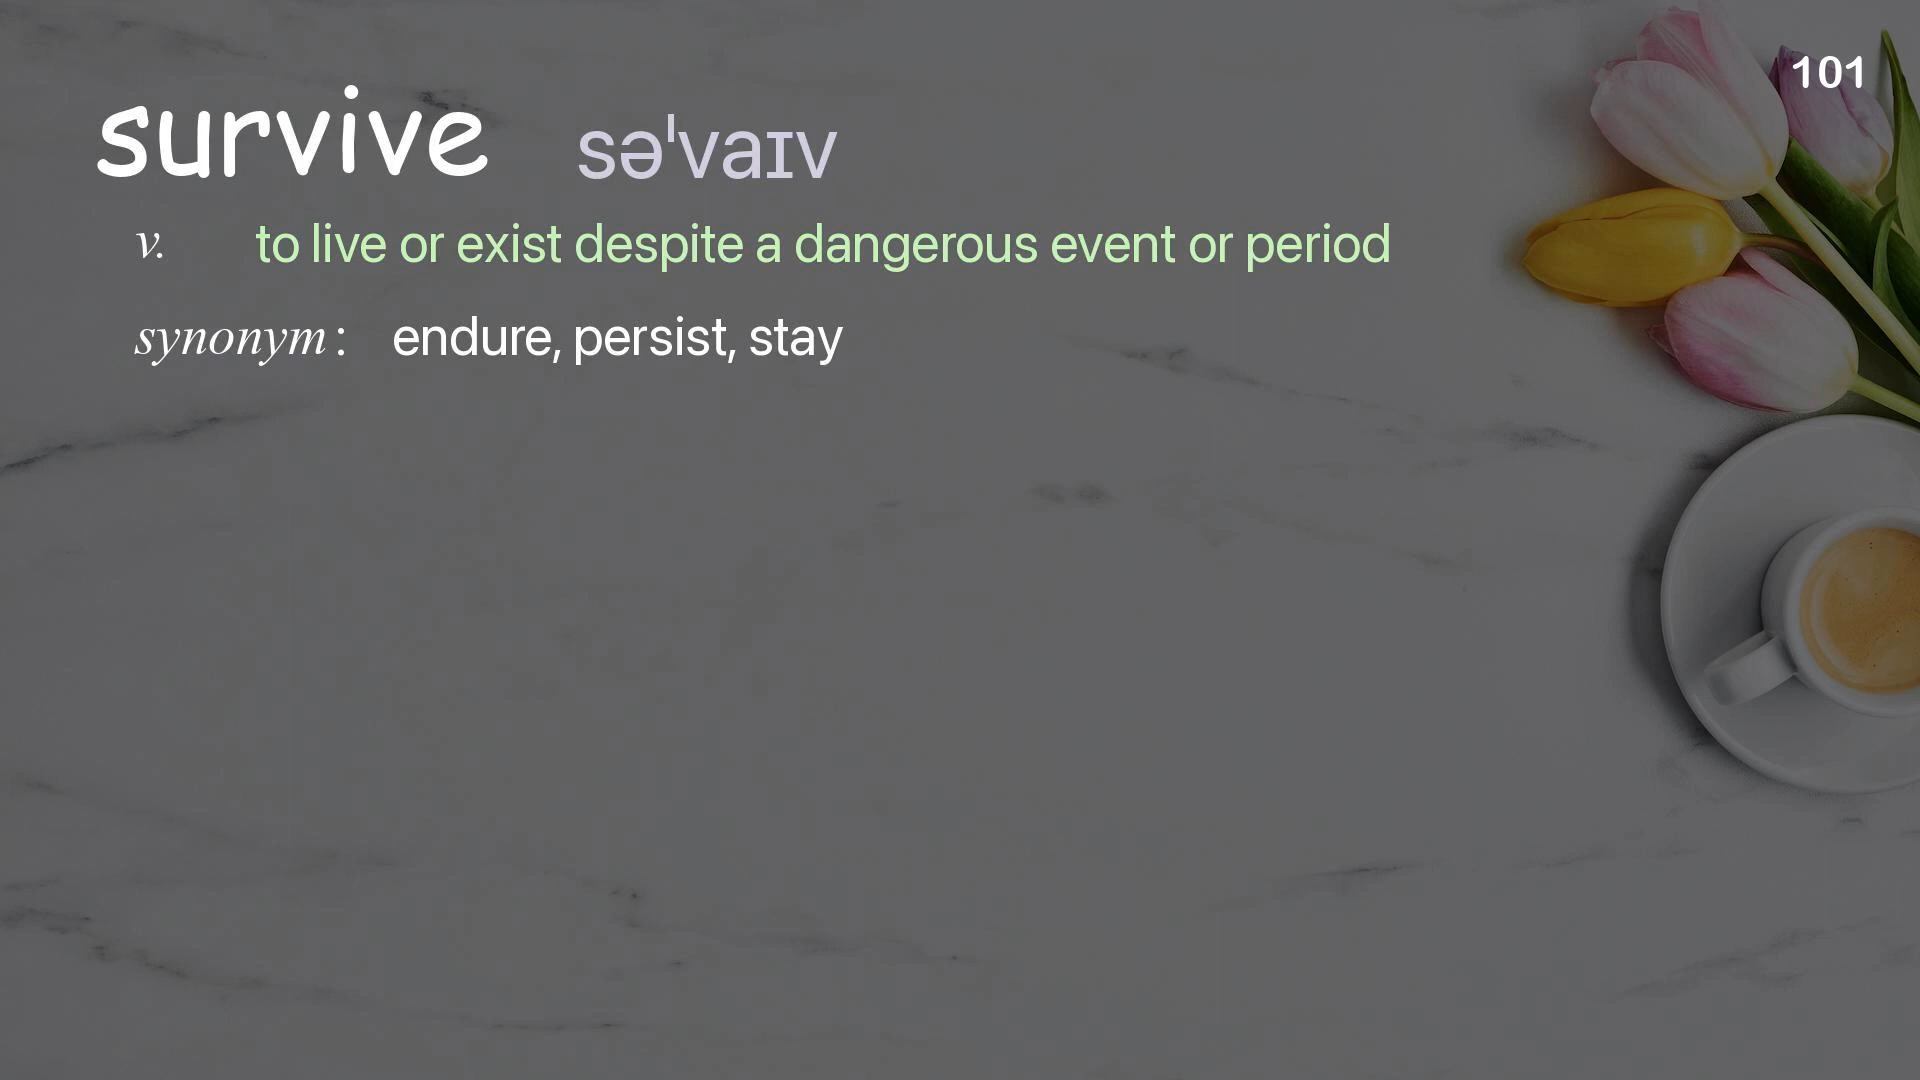 101
survive səˈvaɪv
v. to live or exist despite a dangerous event or period
synonym: endure, persist, stay